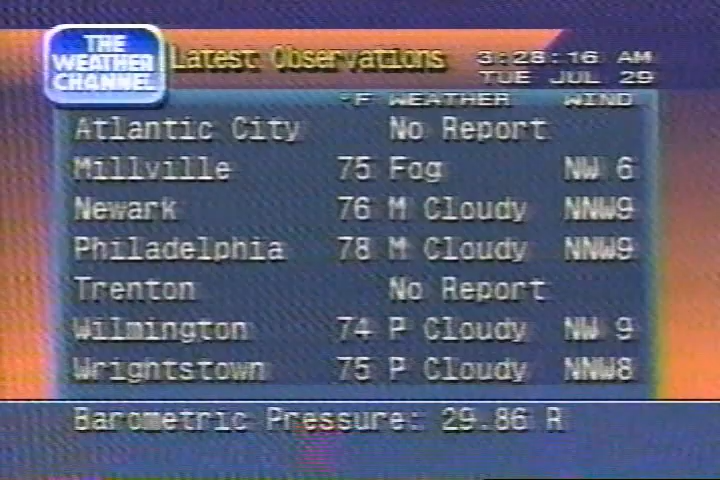 THE
WEATHER
CHANNEL
Latest Observations 3:28:16 AM
TUE JUL 29
°F WEATHER WIND
Atlantic City No Report
Millville 75 Fog NW 6
Newark 76 M Cloudy NNW9
Philadelphia 78 M Cloudy NNW9
Trenton No Report
Wilmington 74 P Cloudy NW 9
Wrightstown 75 P Cloudy NNW8
Barometric Pressure: 29.86 R